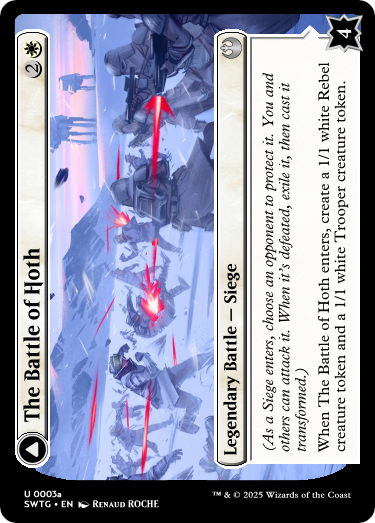 The Battle of Hoth
2
Legendary Battle — Siege
(As a Siege enters, choose an opponent to protect it. You and
others can attack it. When it's defeated, exile it, then cast it
transformed.)
When The Battle of Hoth enters, create a 1/1 white Rebel
creature token and a 1/1 white Trooper creature token.
4
U 0003a
SWTG • EN Renaud ROCHE
™ & © 2025 Wizards of the Coast